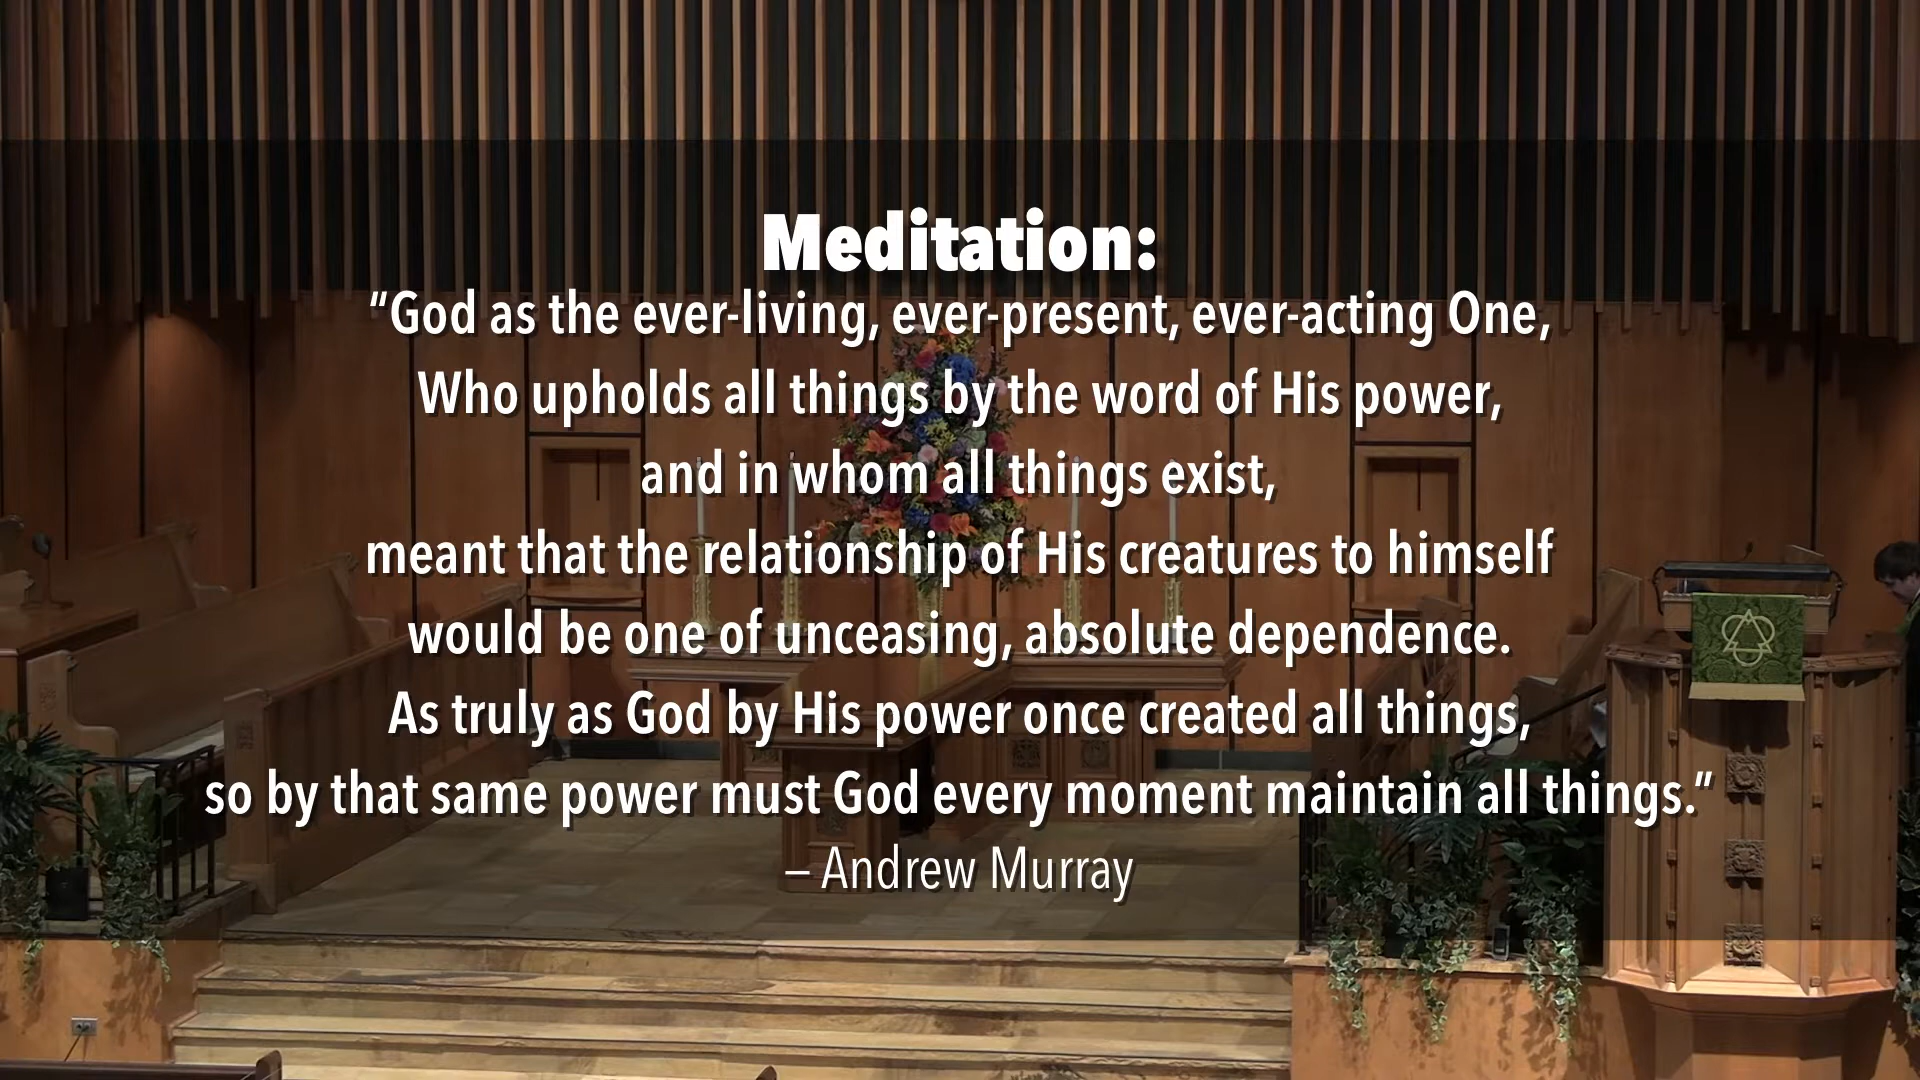 Meditation:
“God as the ever-living, ever-present, ever-acting One,
Who upholds all things by the word of His power,
and in whom all things exist,
meant that the relationship of His creatures to himself
would be one of unceasing, absolute dependence.
As truly as God by His power once created all things,
so by that same power must God every moment maintain all things.”
– Andrew Murray